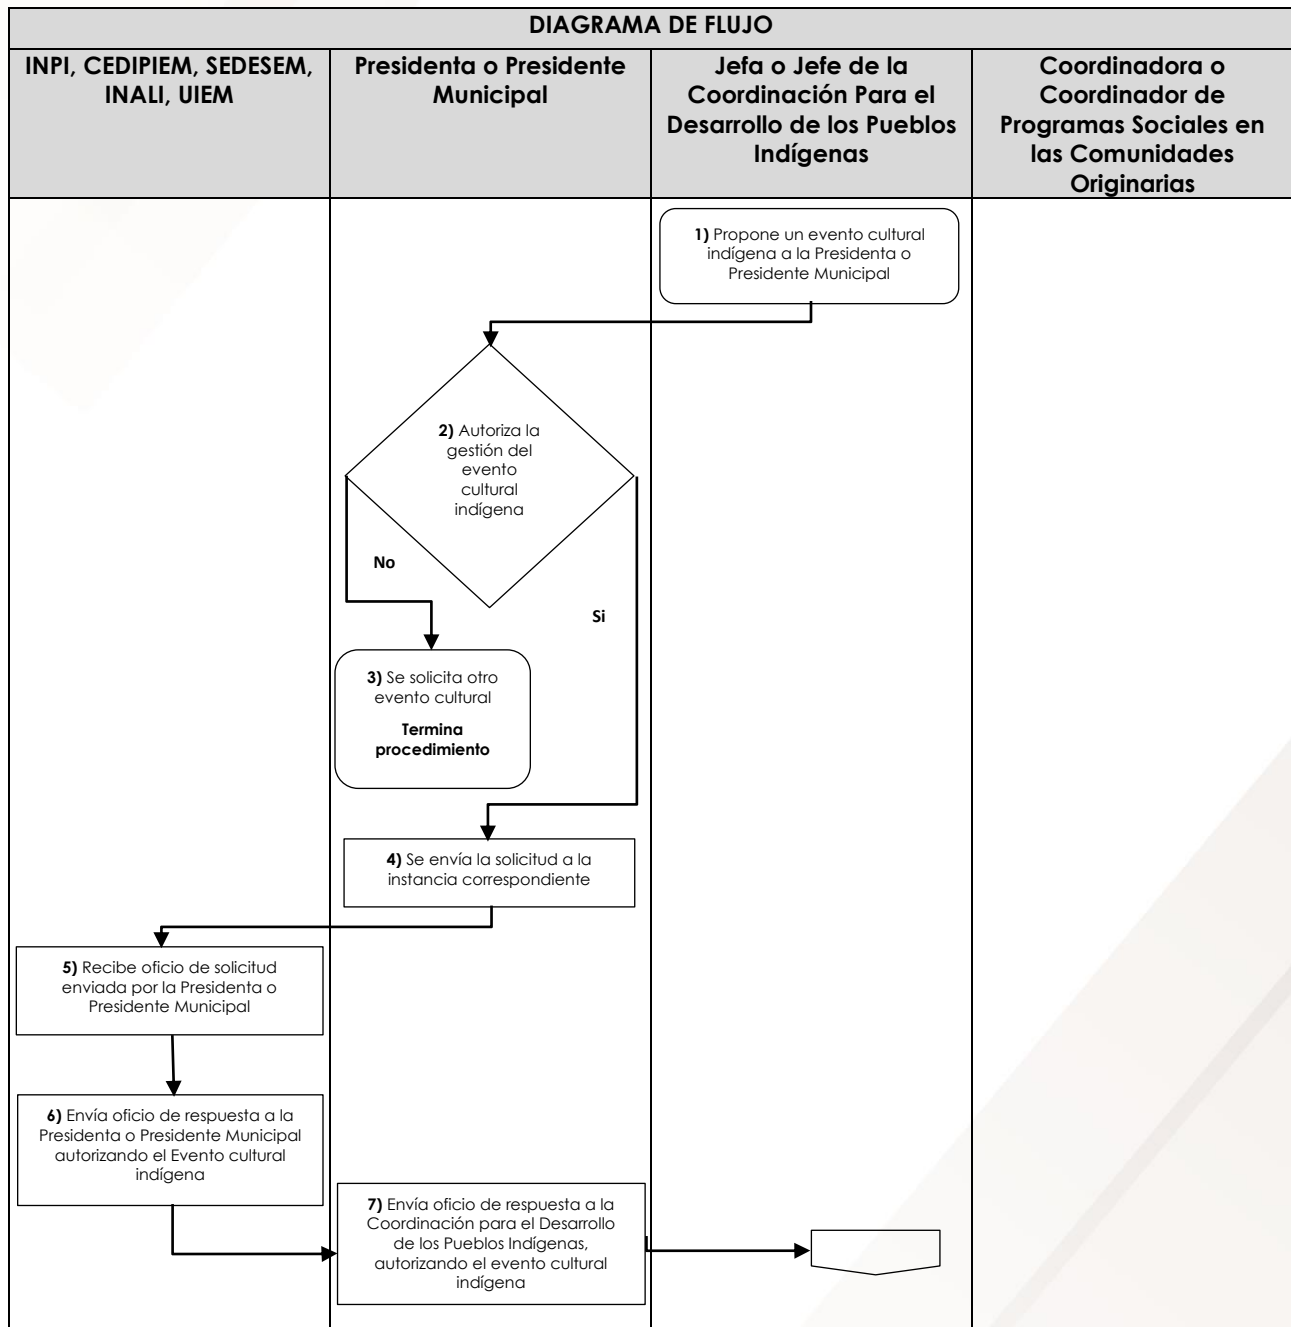 DIAGRAMA DE FLUJO
INPI, CEDIPIEM, SEDESEM,
INALI, UIEM
Presidenta o Presidente
Municipal
Jefa o Jefe de la
Coordinación Para el
Desarrollo de los Pueblos
Indígenas
Coordinadora o
Coordinador de
Programas Sociales en
las Comunidades
Originarias
1) Propone un evento cultural
indígena a la Presidenta o
Presidente Municipal
2) Autoriza la
gestión del
evento
cultural
indígena
No
Si
3) Se solicita otro
evento cultural
Termina
procedimiento
4) Se envía la solicitud a la
instancia correspondiente
5) Recibe oficio de solicitud
enviada por la Presidenta o
Presidente Municipal
6) Envía oficio de respuesta a la
Presidenta o Presidente Municipal
autorizando el Evento cultural
indígena
7) Envía oficio de respuesta a la
Coordinación para el Desarrollo
de los Pueblos Indígenas,
autorizando el evento cultural
indígena